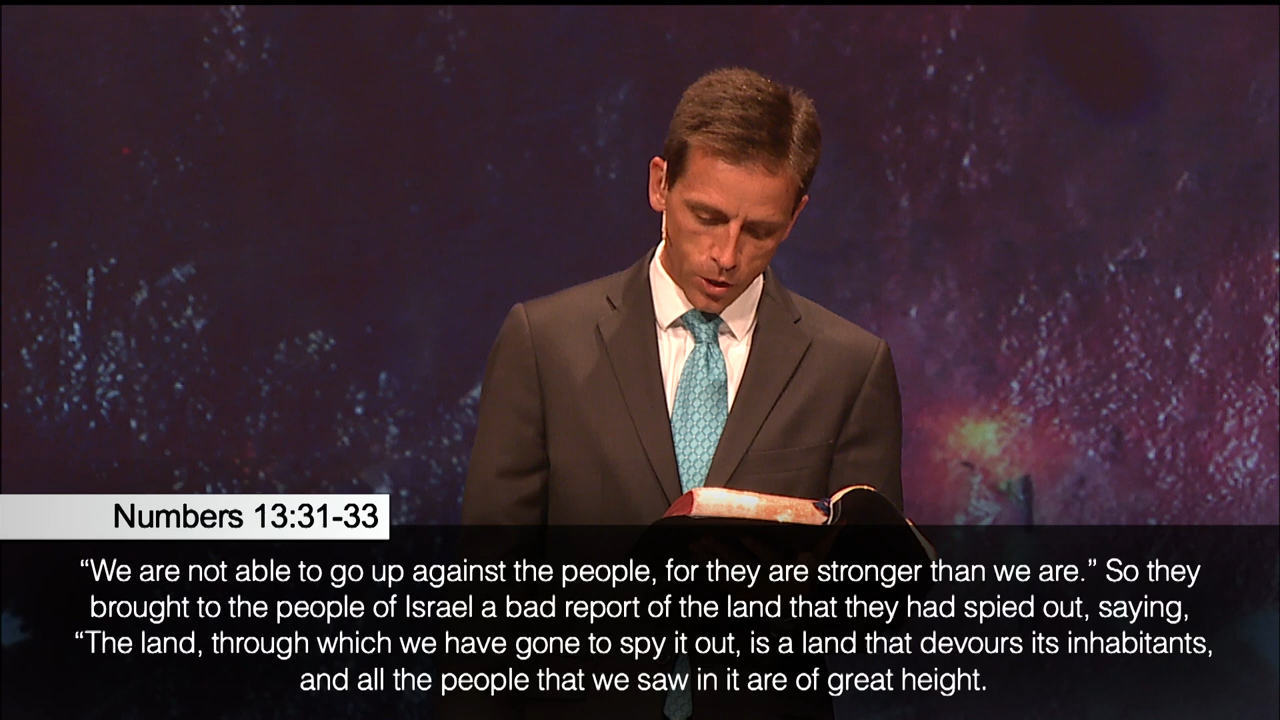 Numbers 13:31-33
“We are not able to go up against the people, for they are stronger than we are.” So they
brought to the people of Israel a bad report of the land that they had spied out, saying,
“The land, through which we have gone to spy it out, is a land that devours its inhabitants,
and all the people that we saw in it are of great height.